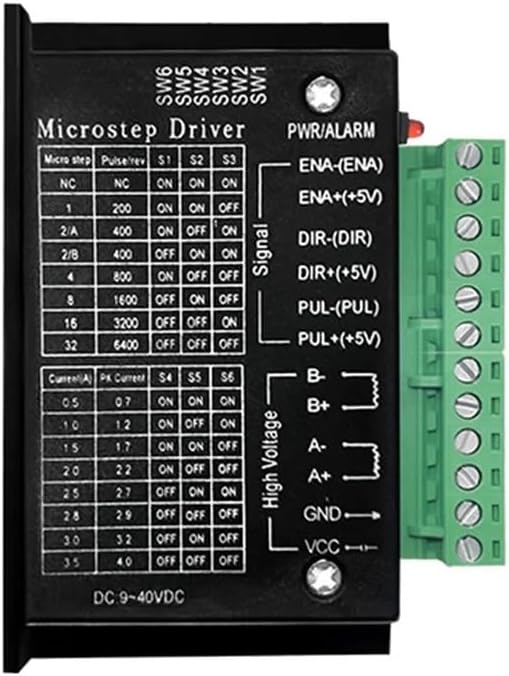 SW6
SW5
SW4
SW3
SW2
SW1
Microstep Driver
PWR/ALARM
Micro step Pulse/rev S1 S2 S3
NC NC ON ON ON
1 200 ON ON OFF
2/A 400 ON OFF ON
2/B 400 OFF ON ON
4 800 ON OFF OFF
8 1600 OFF ON OFF
16 3200 OFF OFF ON
32 6400 OFF OFF OFF
Current(A) PK Current S4 S5 S6
0.5 0.7 ON ON ON
1.0 1.2 ON OFF ON
1.5 1.7 ON ON OFF
2.0 2.2 ON OFF OFF
2.5 2.7 OFF ON ON
2.8 2.9 OFF OFF ON
3.0 3.2 OFF ON OFF
3.5 4.0 OFF OFF OFF
DC:9~40VDC
Signal
ENA-(ENA)
ENA+(+5V)
DIR-(DIR)
DIR+(+5V)
PUL-(PUL)
PUL+(+5V)
High Voltage
B-
B+
A-
A+
GND
VCC